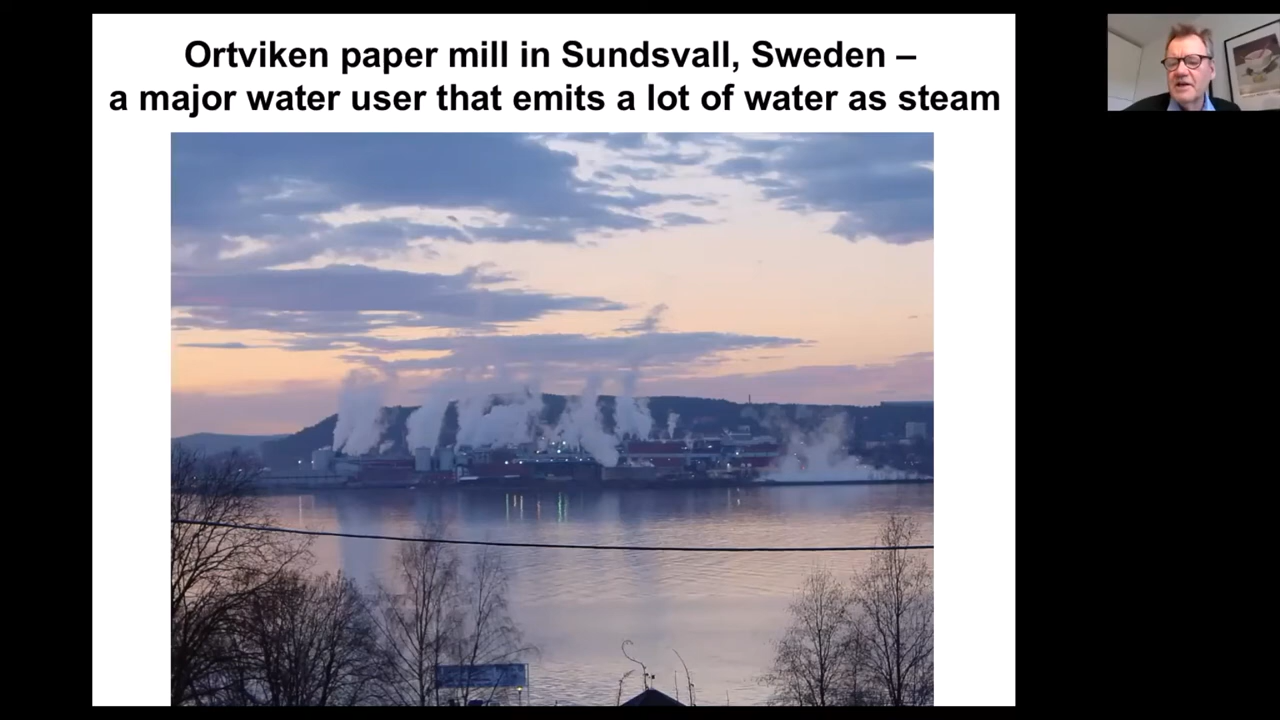 Ortviken paper mill in Sundsvall, Sweden –
a major water user that emits a lot of water as steam